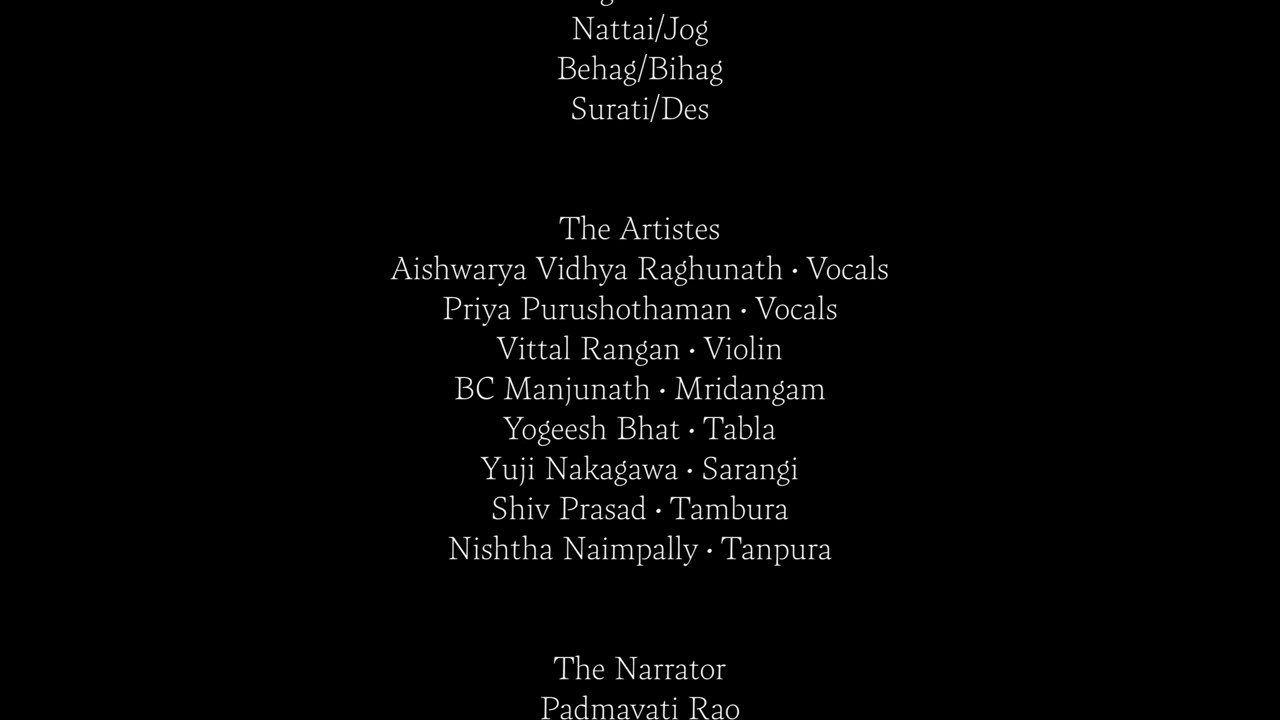 Nattai/Jog
Behag/Bihag
Surati/Des
The Artistes
Aishwarya Vidhya Raghunath • Vocals
Priya Purushothaman • Vocals
Vittal Rangan • Violin
BC Manjunath • Mridangam
Yogeesh Bhat • Tabla
Yuji Nakagawa • Sarangi
Shiv Prasad • Tambura
Nishtha Naimpally • Tanpura
The Narrator
Padmavati Rao